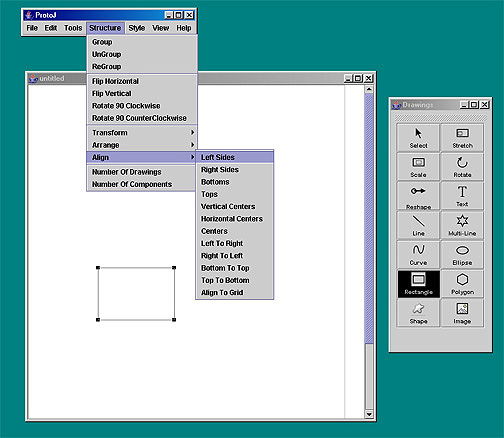 ProtoJ
File Edit Tools Structure Style View Help
Group
UnGroup
ReGroup
Flip Horizontal
Flip Vertical
Rotate 90 Clockwise
Rotate 90 CounterClockwise
Transform
Arrange
Align
Number Of Drawings
Number Of Components
Left Sides
Right Sides
Bottoms
Tops
Vertical Centers
Horizontal Centers
Centers
Left To Right
Right To Left
Bottom To Top
Top To Bottom
Align To Grid
untitled
Drawings
Select Stretch
Scale Rotate
Reshape Text
Line Multi-Line
Curve Ellipse
Rectangle Polygon
Shape Image